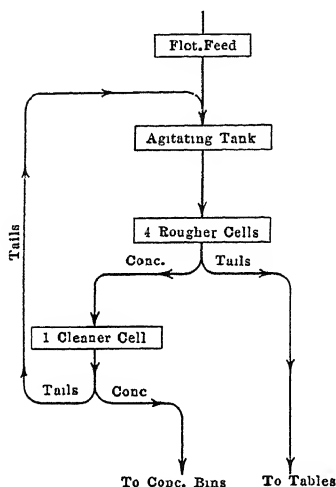 Flot.Feed
Agitating Tank
Tails
4 Rougher Cells
Conc.
Tails
1 Cleaner Cell
Tails
Conc
To Conc. Bins
To Tables